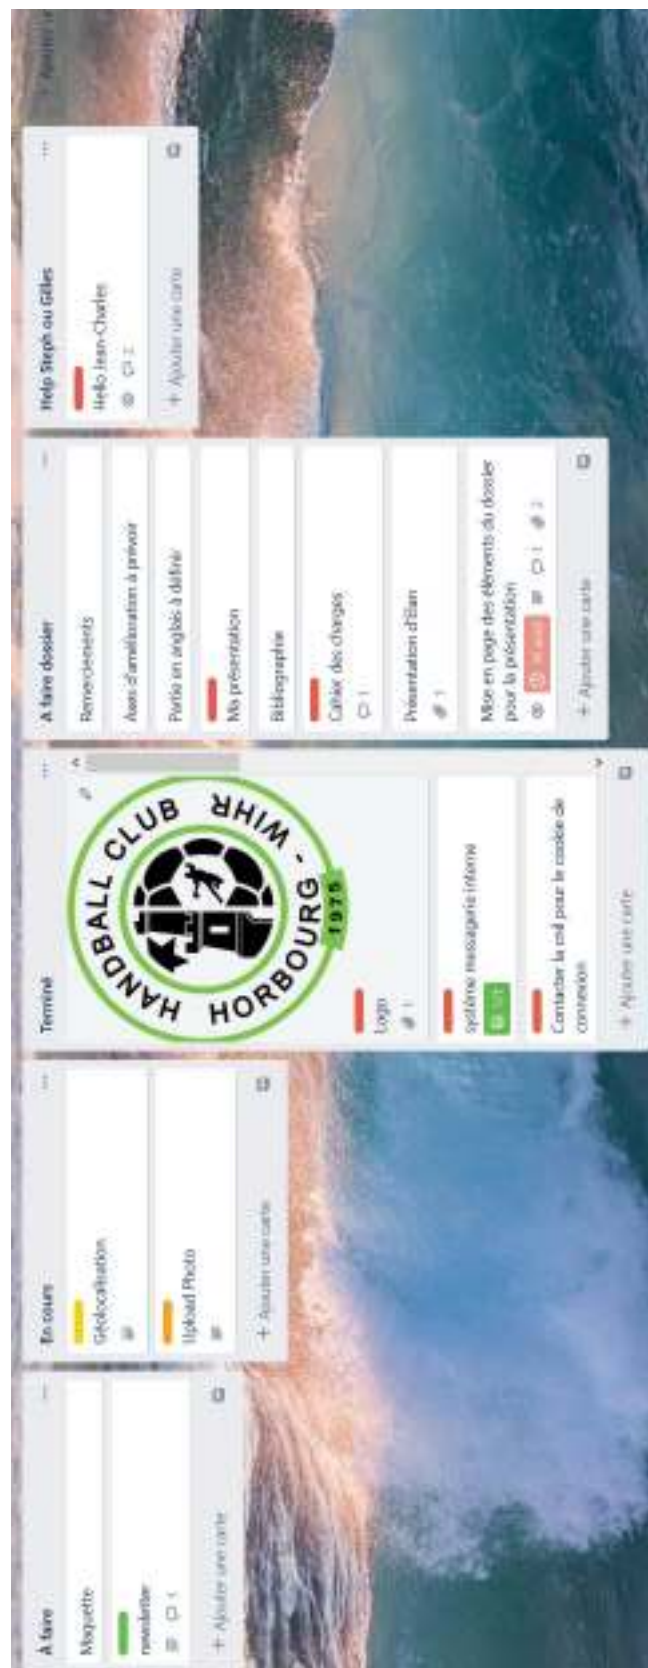 À faire
Maquette
newsletter
+ Ajouter une carte
En cours
Géolocalisation
Upload Photo
+ Ajouter une carte
Terminé
HANDBALL CLUB
HORBOURG - WIHR
1975
Logo
1
système messagerie interne
Contacter la cnil pour le cookie de
connexion
+ Ajouter une carte
A faire dossier
Remerciements
Axes d'amélioration à prévoir
Partie en anglais à définir
Ma présentation
Bibliographie
Cahier des charges
1
Présentation d'Elan
1
Mise en page des éléments du dossier
pour la présentation
+ Ajouter une carte
Help Steph ou Gilles
Hello Jean-Charles
2
+ Ajouter une carte